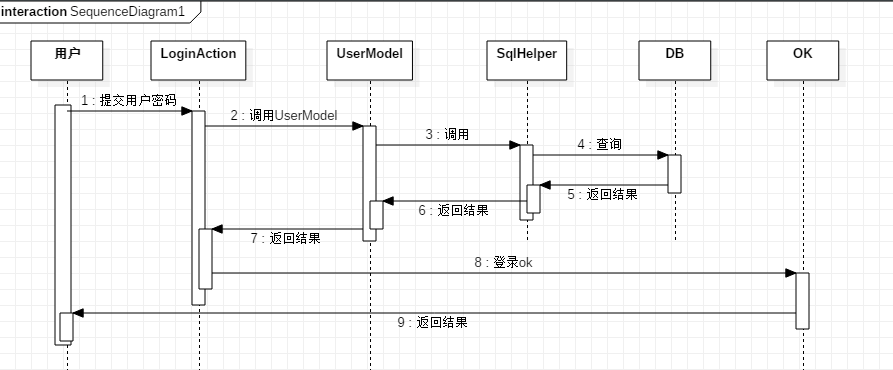 interaction SequenceDiagram1
用户
LoginAction
UserModel
SqlHelper
DB
OK
1 : 提交用户密码
2 : 调用UserModel
3 : 调用
4 : 查询
5 : 返回结果
6 : 返回结果
7 : 返回结果
8 : 登录ok
9 : 返回结果